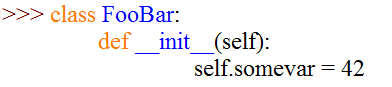 >>> class FooBar:
def __init__(self):
self.somevar = 42